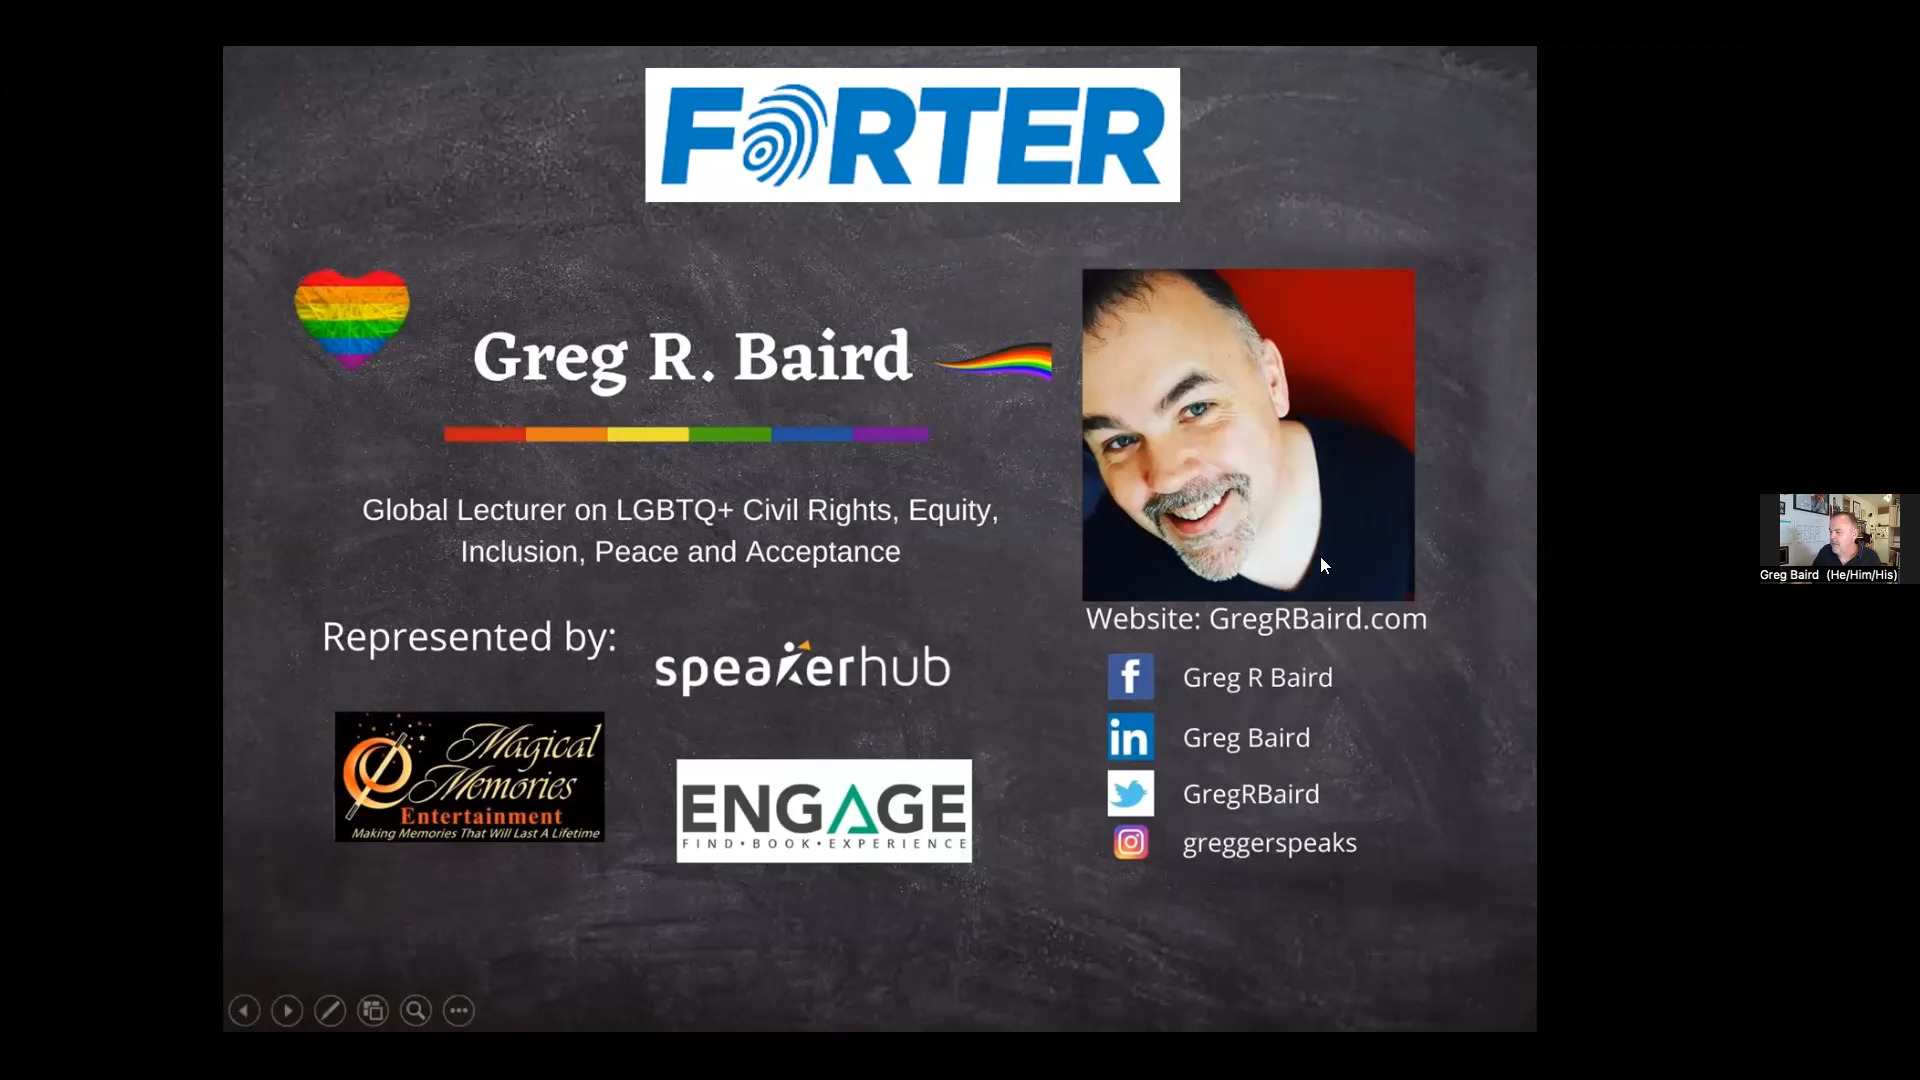 FORTER
Greg R. Baird
Global Lecturer on LGBTQ+ Civil Rights, Equity,
Inclusion, Peace and Acceptance
Represented by:
speakerhub
Magical
Memories
Entertainment
Making Memories That Will Last A Lifetime
ENGAGE
FIND•BOOK•EXPERIENCE
Website: GregRBaird.com
f Greg R Baird
in Greg Baird
GregRBaird
greggerspeaks
Greg Baird (He/Him/His)